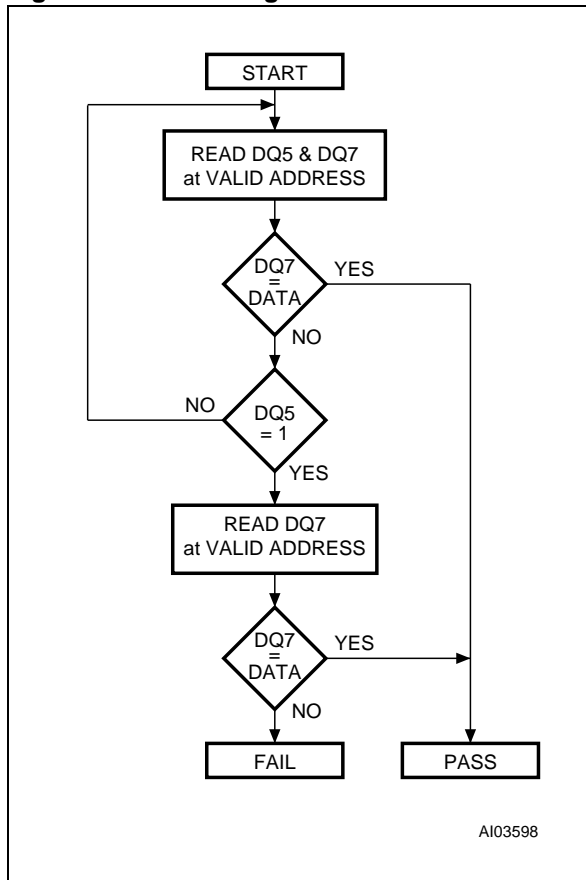 START
READ DQ5 & DQ7
at VALID ADDRESS
DQ7
=
DATA
YES
NO
DQ5
= 1
NO
YES
READ DQ7
at VALID ADDRESS
DQ7
=
DATA
YES
NO
FAIL
PASS
AI03598